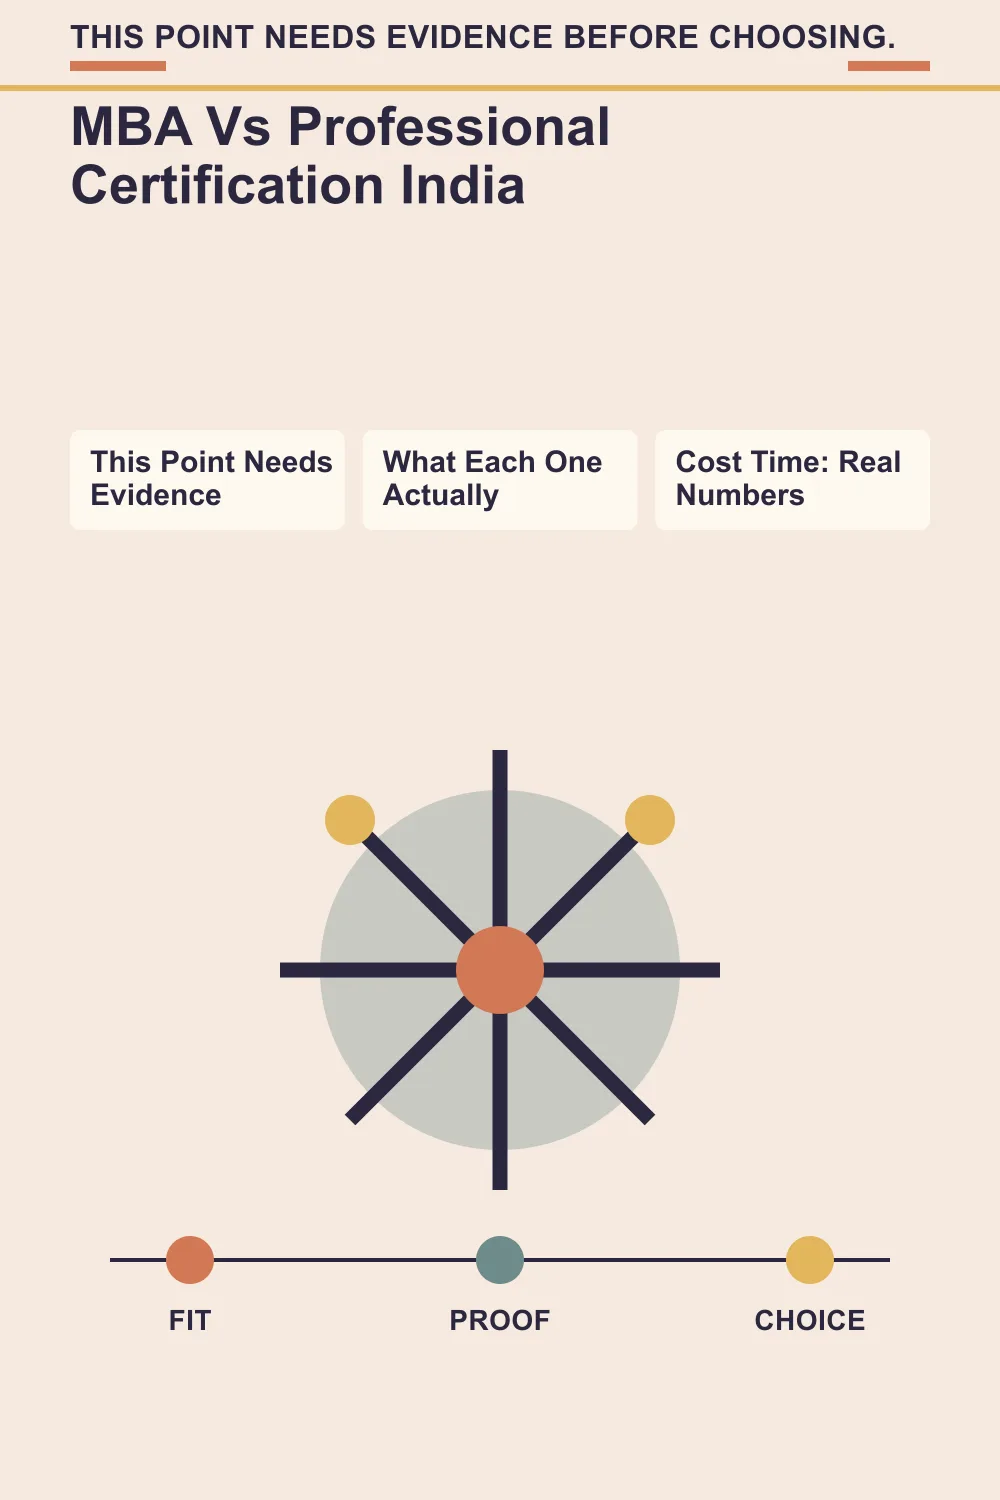 THIS POINT NEEDS EVIDENCE BEFORE CHOOSING.
MBA Vs Professional
Certification India
This Point Needs
Evidence
What Each One
Actually
Cost Time: Real
Numbers
FIT
PROOF
CHOICE